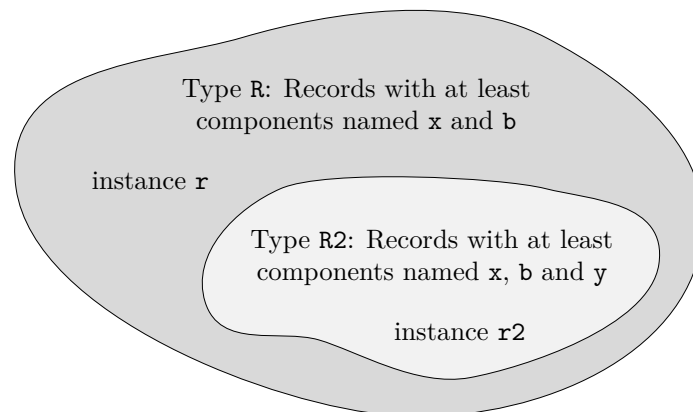 Type R: Records with at least
components named x and b
instance r
Type R2: Records with at least
components named x, b and y
instance r2